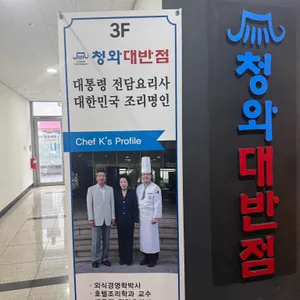 3F
청와대반점
대통령 전담요리사
대한민국 조리명인
Chef K's Profile
· 외식경영학박사
· 호텔조리학과 교수
청와대반점